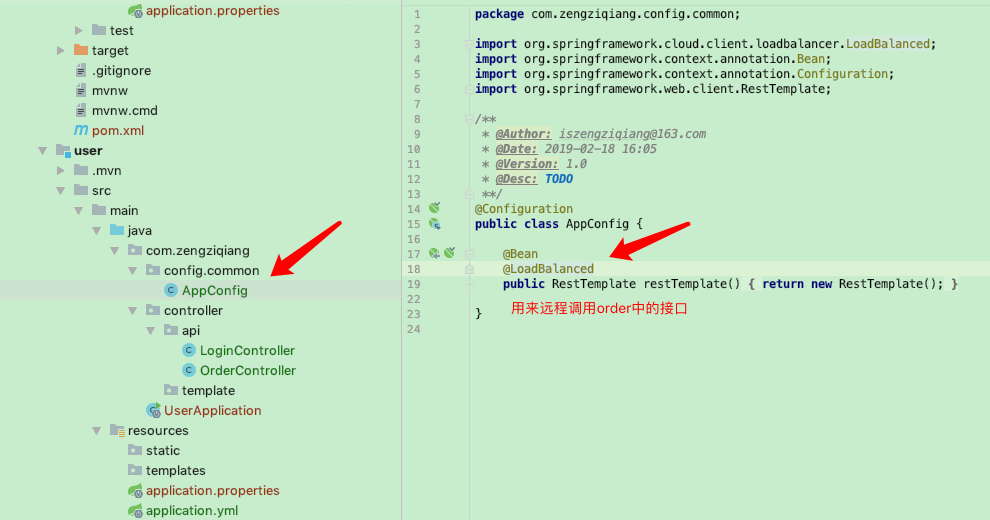 application.properties
test
target
.gitignore
mvnw
mvnw.cmd
pom.xml
user
.mvn
src
main
java
com.zengziqiang
config.common
AppConfig
controller
api
LoginController
OrderController
template
UserApplication
resources
static
templates
application.properties
application.yml
1 package com.zengziqiang.config.common;
2
3 import org.springframework.cloud.client.loadbalancer.LoadBalanced;
4 import org.springframework.context.annotation.Bean;
5 import org.springframework.context.annotation.Configuration;
6 import org.springframework.web.client.RestTemplate;
7
8 /**
9 * @Author: iszengziqiang@163.com
10 * @Date: 2019-02-18 16:05
11 * @Version: 1.0
12 * @Desc: TODO
13 **/
14 @Configuration
15 public class AppConfig {
16
17 @Bean
18 @LoadBalanced
19 public RestTemplate restTemplate() { return new RestTemplate(); }
22 用来远程调用order中的接口
23 }
24